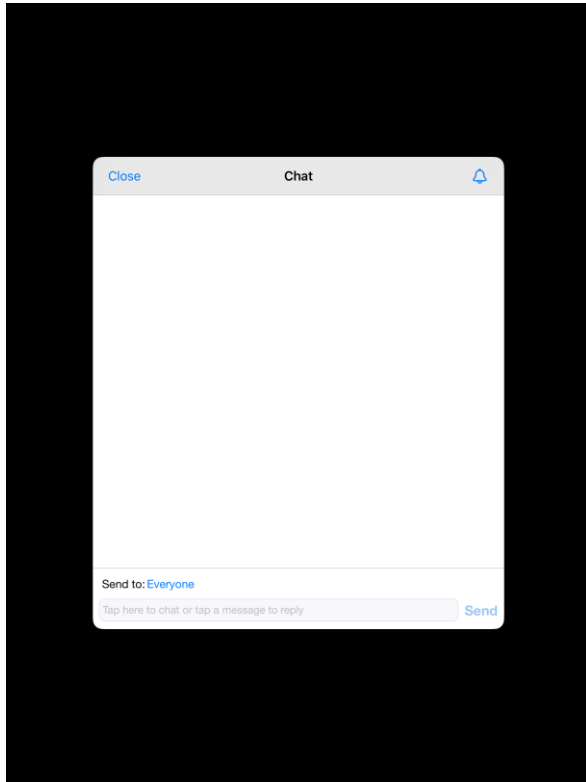 Close Chat
Send to: Everyone
Tap here to chat or tap a message to reply Send